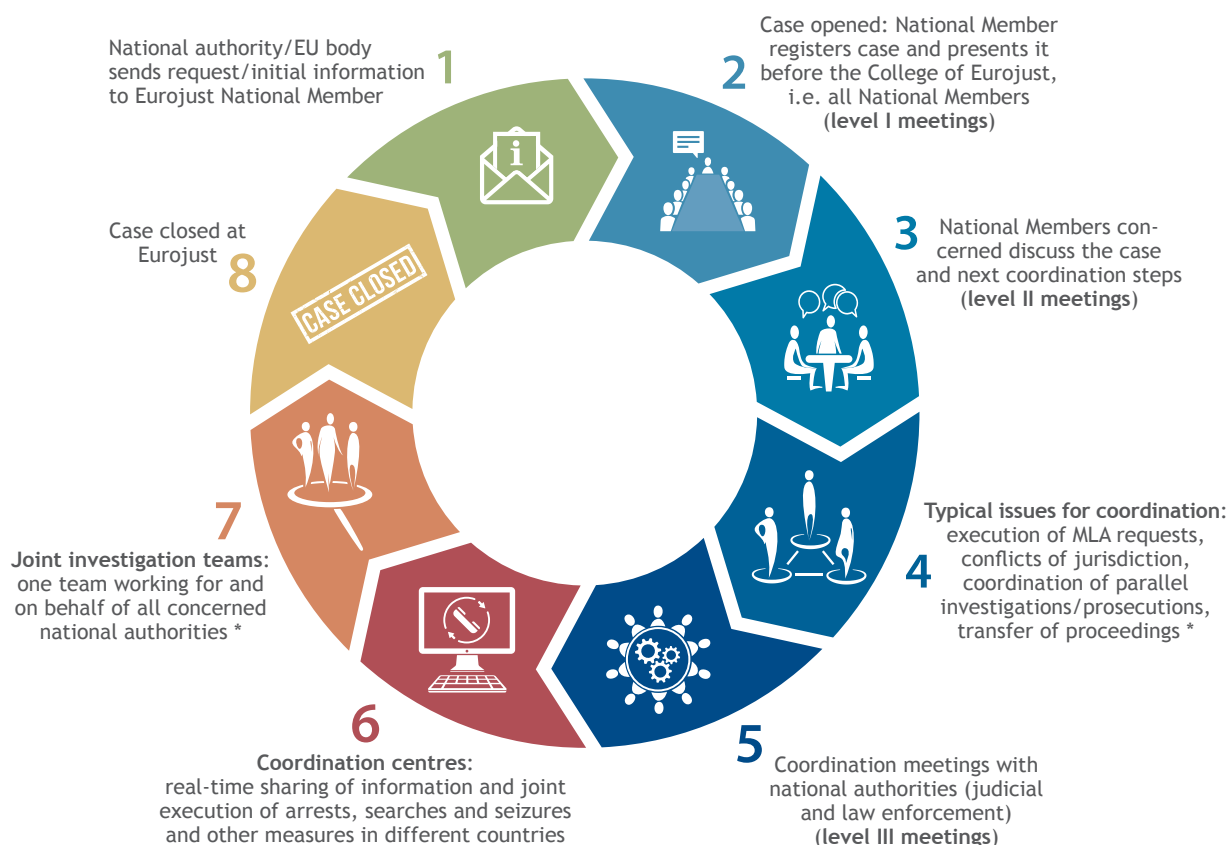 1
National authority/EU body
sends request/initial information
to Eurojust National Member
2
Case opened: National Member
registers case and presents it
before the College of Eurojust,
i.e. all National Members
(level I meetings)
3
National Members con-
cerned discuss the case
and next coordination steps
(level II meetings)
4
Typical issues for coordination:
execution of MLA requests,
conflicts of jurisdiction,
coordination of parallel
investigations/prosecutions,
transfer of proceedings *
5
Coordination meetings with
national authorities (judicial
and law enforcement)
(level III meetings)
6
Coordination centres:
real-time sharing of information and joint
execution of arrests, searches and seizures
and other measures in different countries
7
Joint investigation teams:
one team working for and
on behalf of all concerned
national authorities *
8
Case closed at
Eurojust
CASE CLOSED
i